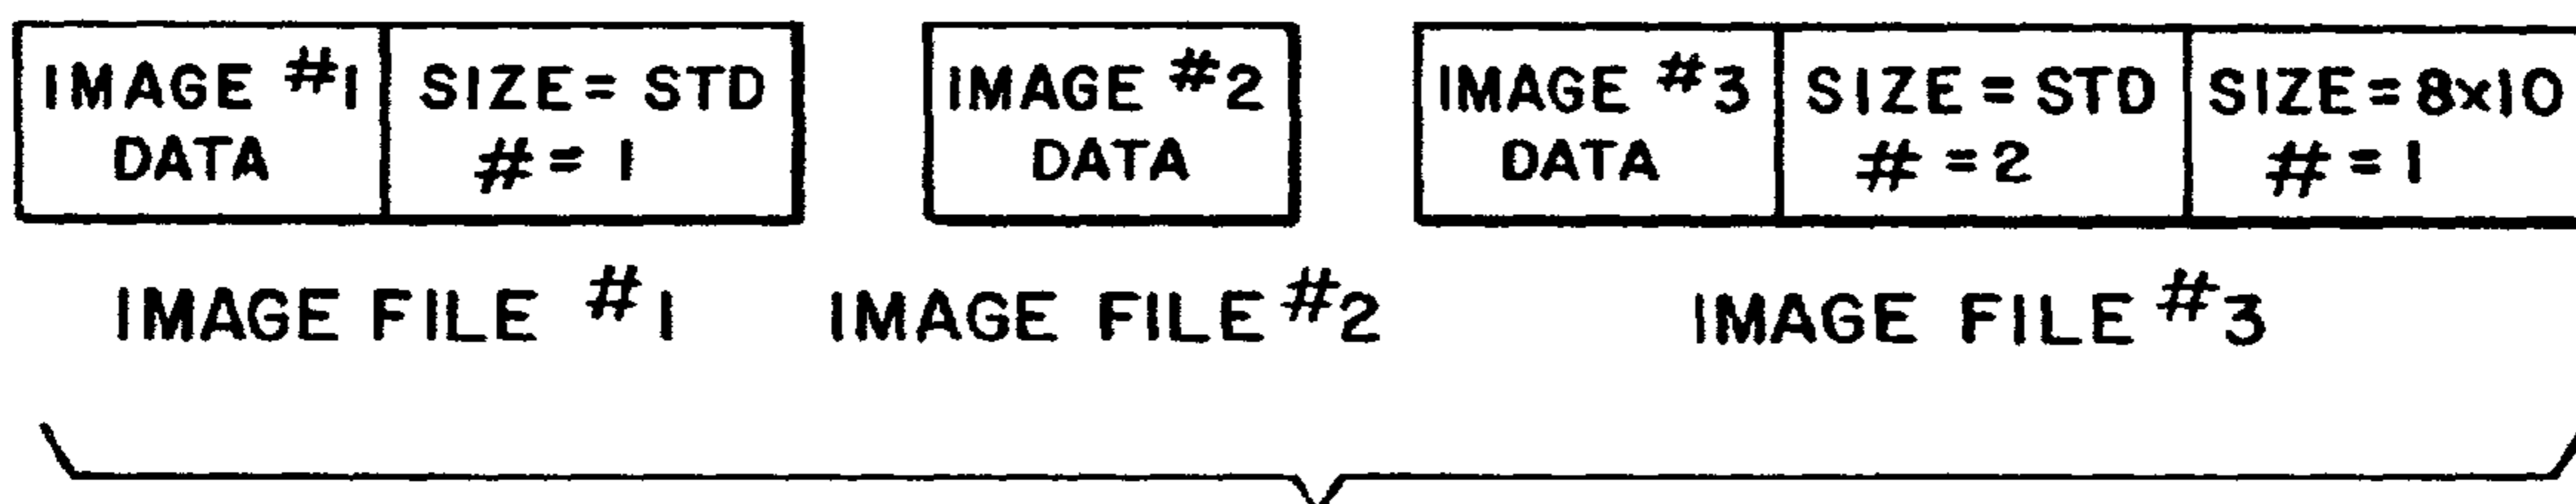 IMAGE #1 DATA
SIZE = STD # = 1
IMAGE #2 DATA
IMAGE #3 DATA
SIZE = STD # = 2
SIZE = 8x10 # = 1
IMAGE FILE #1
IMAGE FILE #2
IMAGE FILE #3